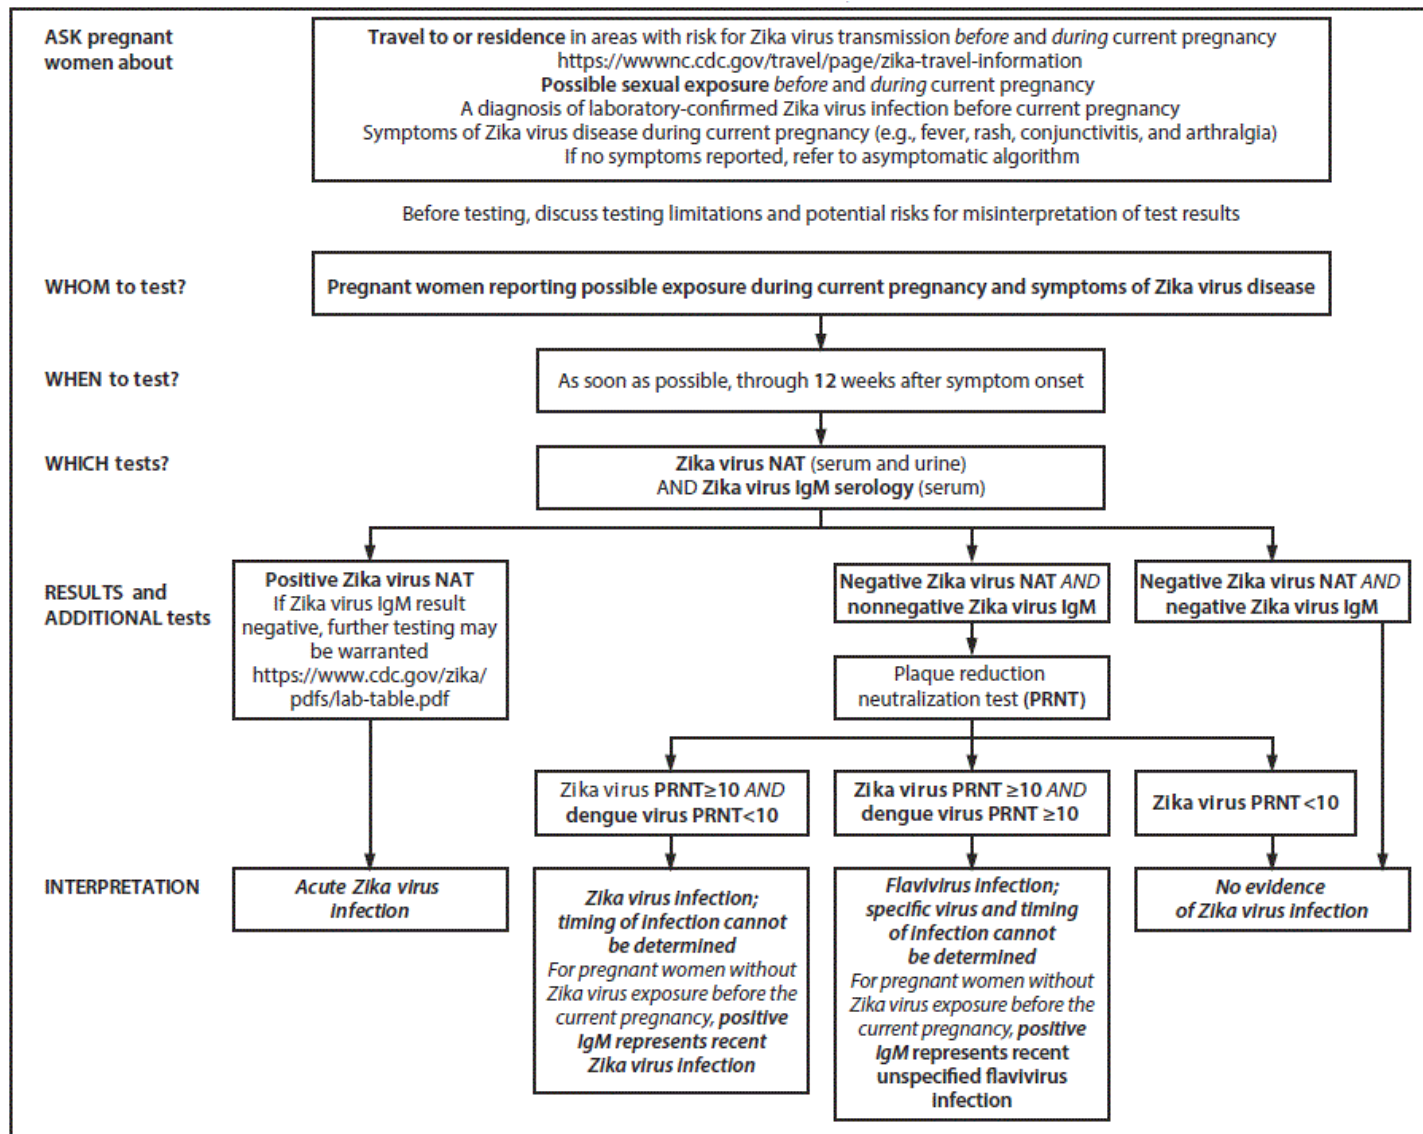 ASK pregnant
women about
Travel to or residence in areas with risk for Zika virus transmission before and during current pregnancy
https://wwwnc.cdc.gov/travel/page/zika-travel-information
Possible sexual exposure before and during current pregnancy
A diagnosis of laboratory-confirmed Zika virus infection before current pregnancy
Symptoms of Zika virus disease during current pregnancy (e.g., fever, rash, conjunctivitis, and arthralgia)
If no symptoms reported, refer to asymptomatic algorithm
Before testing, discuss testing limitations and potential risks for misinterpretation of test results
WHOM to test?
Pregnant women reporting possible exposure during current pregnancy and symptoms of Zika virus disease
WHEN to test?
As soon as possible, through 12 weeks after symptom onset
WHICH tests?
Zika virus NAT (serum and urine)
AND Zika virus IgM serology (serum)
RESULTS and
ADDITIONAL tests
Positive Zika virus NAT
If Zika virus IgM result
negative, further testing may
be warranted
https://www.cdc.gov/zika/
pdfs/lab-table.pdf
Negative Zika virus NAT AND
nonnegative Zika virus IgM
Negative Zika virus NAT AND
negative Zika virus IgM
Plaque reduction
neutralization test (PRNT)
Zika virus PRNT≥10 AND
dengue virus PRNT<10
Zika virus PRNT ≥10 AND
dengue virus PRNT ≥10
Zika virus PRNT <10
INTERPRETATION
Acute Zika virus
infection
Zika virus infection;
timing of infection cannot
be determined
For pregnant women without
Zika virus exposure before the
current pregnancy, positive
IgM represents recent
Zika virus infection
Flavivirus infection;
specific virus and timing
of infection cannot
be determined
For pregnant women without
Zika virus exposure before the
current pregnancy, positive
IgM represents recent
unspecified flavivirus
infection
No evidence
of Zika virus infection